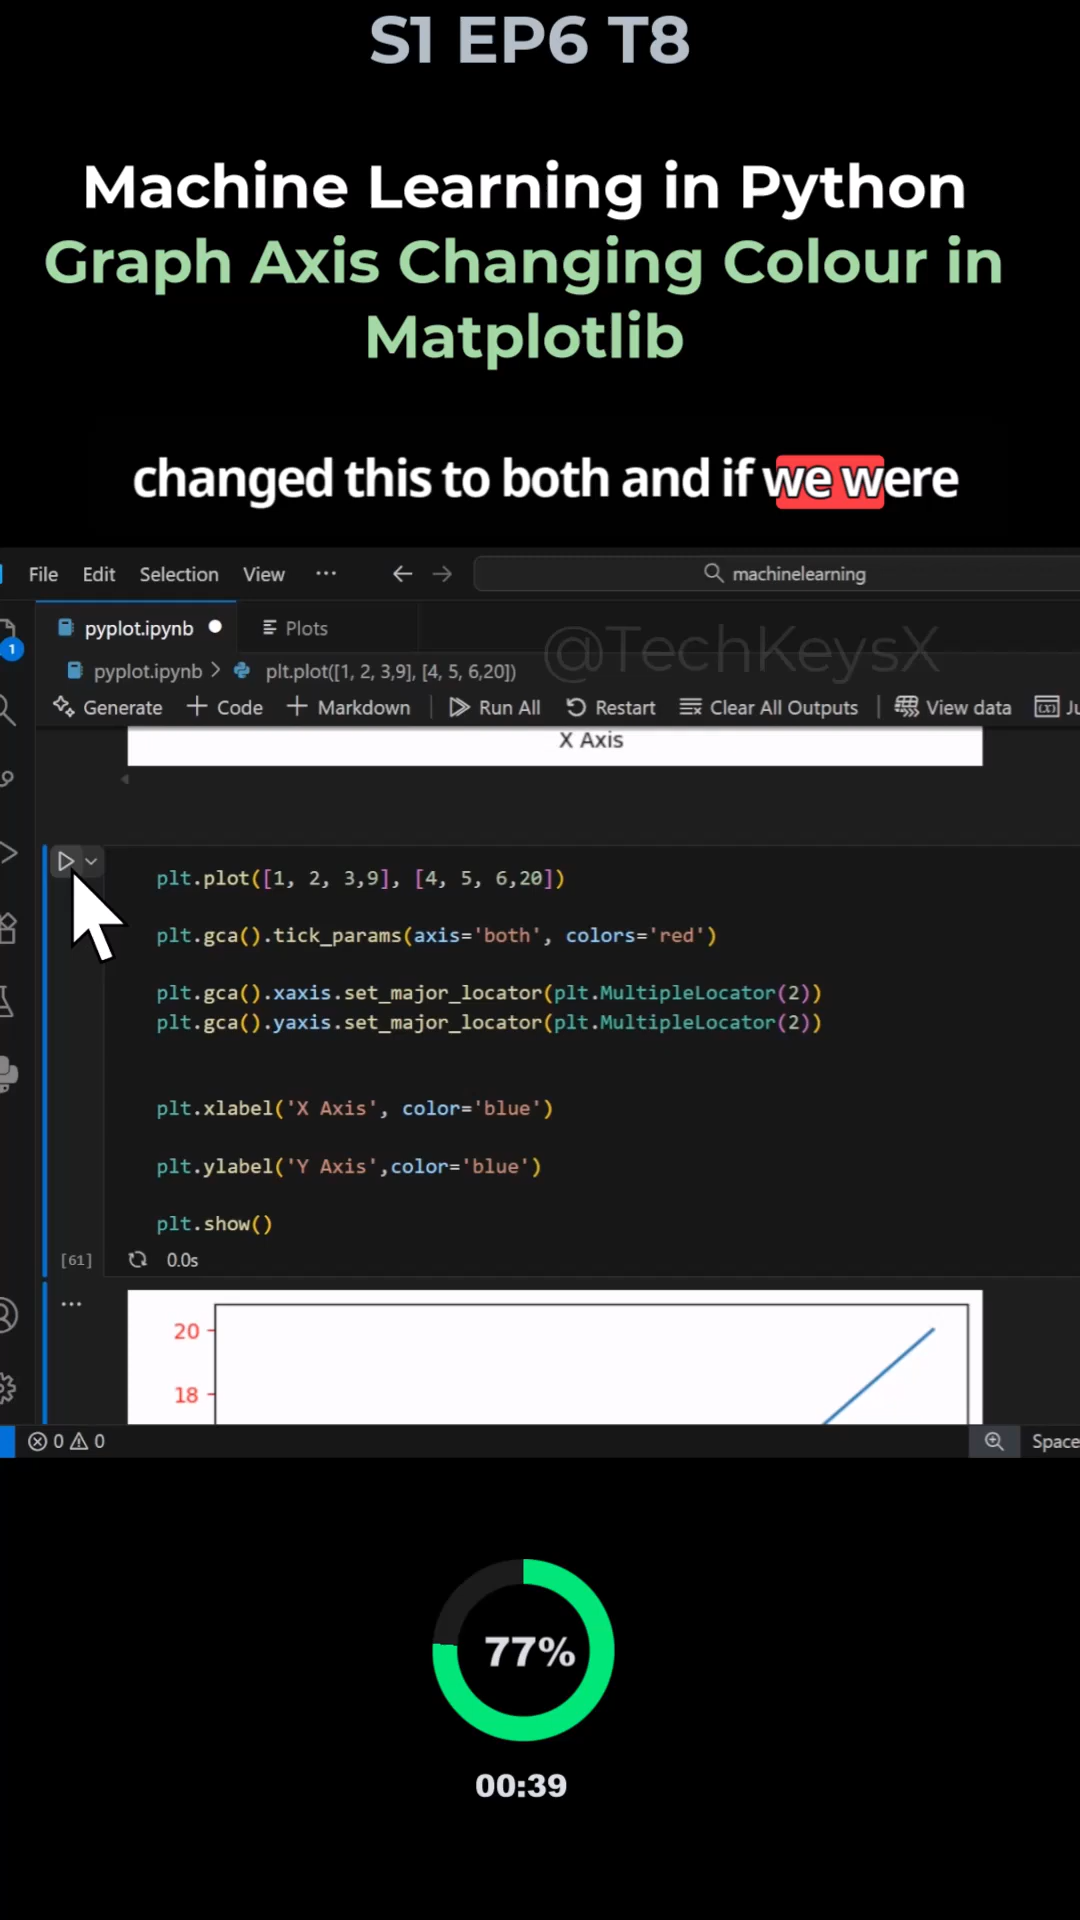 S1 EP6 T8
Machine Learning in Python
Graph Axis Changing Colour in
Matplotlib
changed this to both and if we were
File Edit Selection View ··· machinelearning
1
pyplot.ipynb Plots
@TechKeysX
pyplot.ipynb > plt.plot([1, 2, 3,9], [4, 5, 6,20])
Generate + Code + Markdown Run All Restart Clear All Outputs View data Ju
X Axis
plt.plot([1, 2, 3,9], [4, 5, 6,20])
plt.gca().tick_params(axis='both', colors='red')
plt.gca().xaxis.set_major_locator(plt.MultipleLocator(2))
plt.gca().yaxis.set_major_locator(plt.MultipleLocator(2))
plt.xlabel('X Axis', color='blue')
plt.ylabel('Y Axis',color='blue')
plt.show()
[61] 0.0s
···
20
18
0 0 Space
77%
00:39